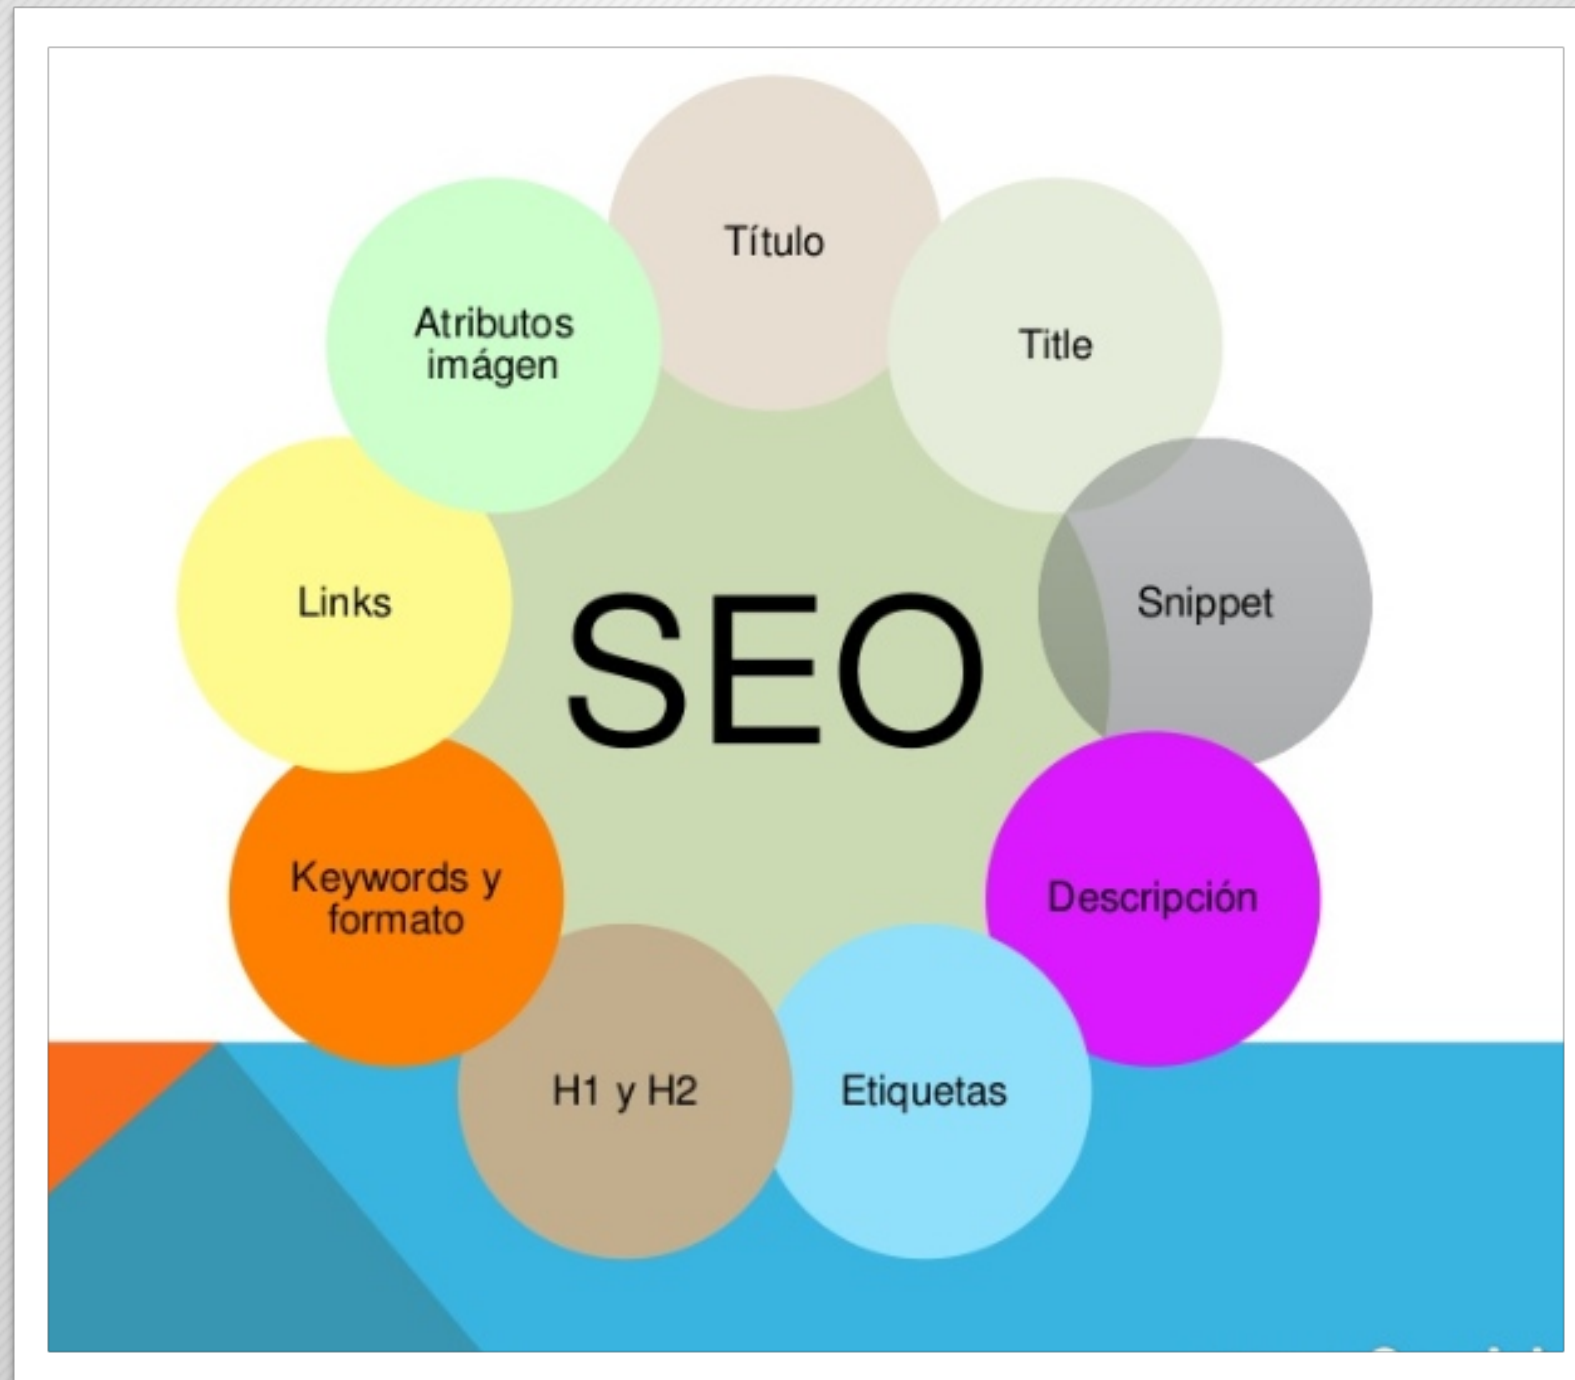 Título
Title
Snippet
Descripción
Etiquetas
H1 y H2
Keywords y
formato
Links
Atributos
imágen
SEO